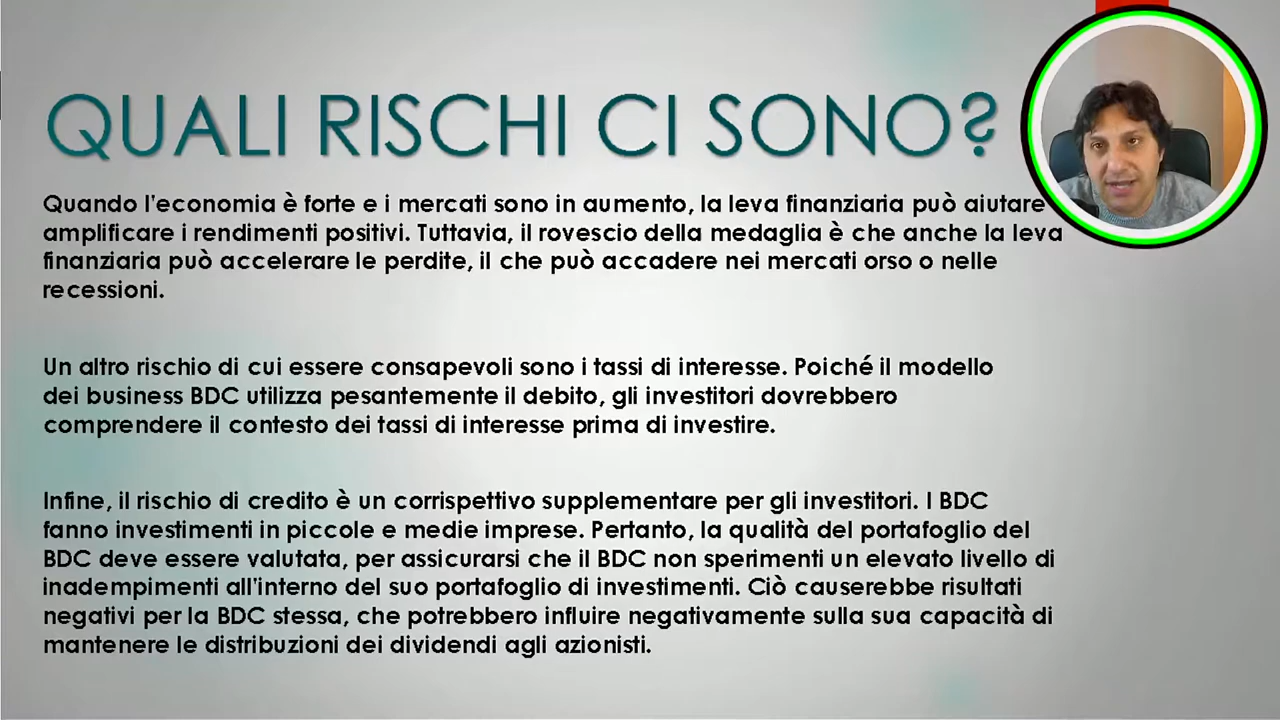 QUALI RISCHI CI SONO?
Quando l'economia è forte e i mercati sono in aumento, la leva finanziaria può aiutare
amplificare i rendimenti positivi. Tuttavia, il rovescio della medaglia è che anche la leva
finanziaria può accelerare le perdite, il che può accadere nei mercati orso o nelle
recessioni.
Un altro rischio di cui essere consapevoli sono i tassi di interesse. Poiché il modello
dei business BDC utilizza pesantemente il debito, gli investitori dovrebbero
comprendere il contesto dei tassi di interesse prima di investire.
Infine, il rischio di credito è un corrispettivo supplementare per gli investitori. I BDC
fanno investimenti in piccole e medie imprese. Pertanto, la qualità del portafoglio del
BDC deve essere valutata, per assicurarsi che il BDC non sperimenti un elevato livello di
inadempimenti all'interno del suo portafoglio di investimenti. Ciò causerebbe risultati
negativi per la BDC stessa, che potrebbero influire negativamente sulla sua capacità di
mantenere le distribuzioni dei dividendi agli azionisti.